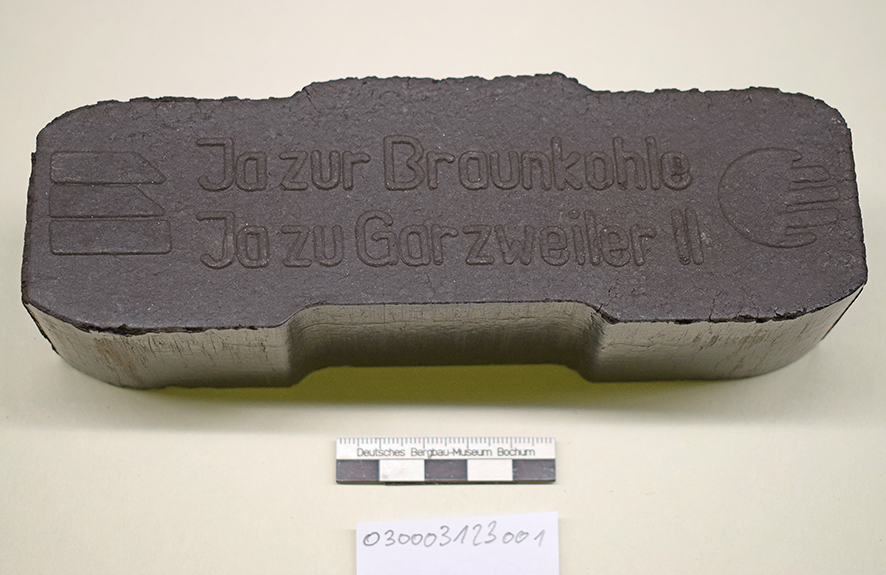 Ja zur Braunkohle
Ja zu Garzweiler II
Deutsches Bergbau-Museum Bochum
030003123001